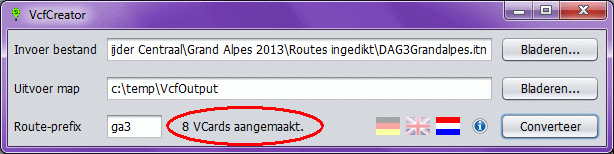 VcfCreator
Invoer bestand ijder Centraal\Grand Alpes 2013\Routes ingedikt\DAG3Grandalpes.itn Bladeren...
Uitvoer map c:\temp\VcfOutput Bladeren...
Route-prefix ga3 8 VCards aangemaakt. Converteer